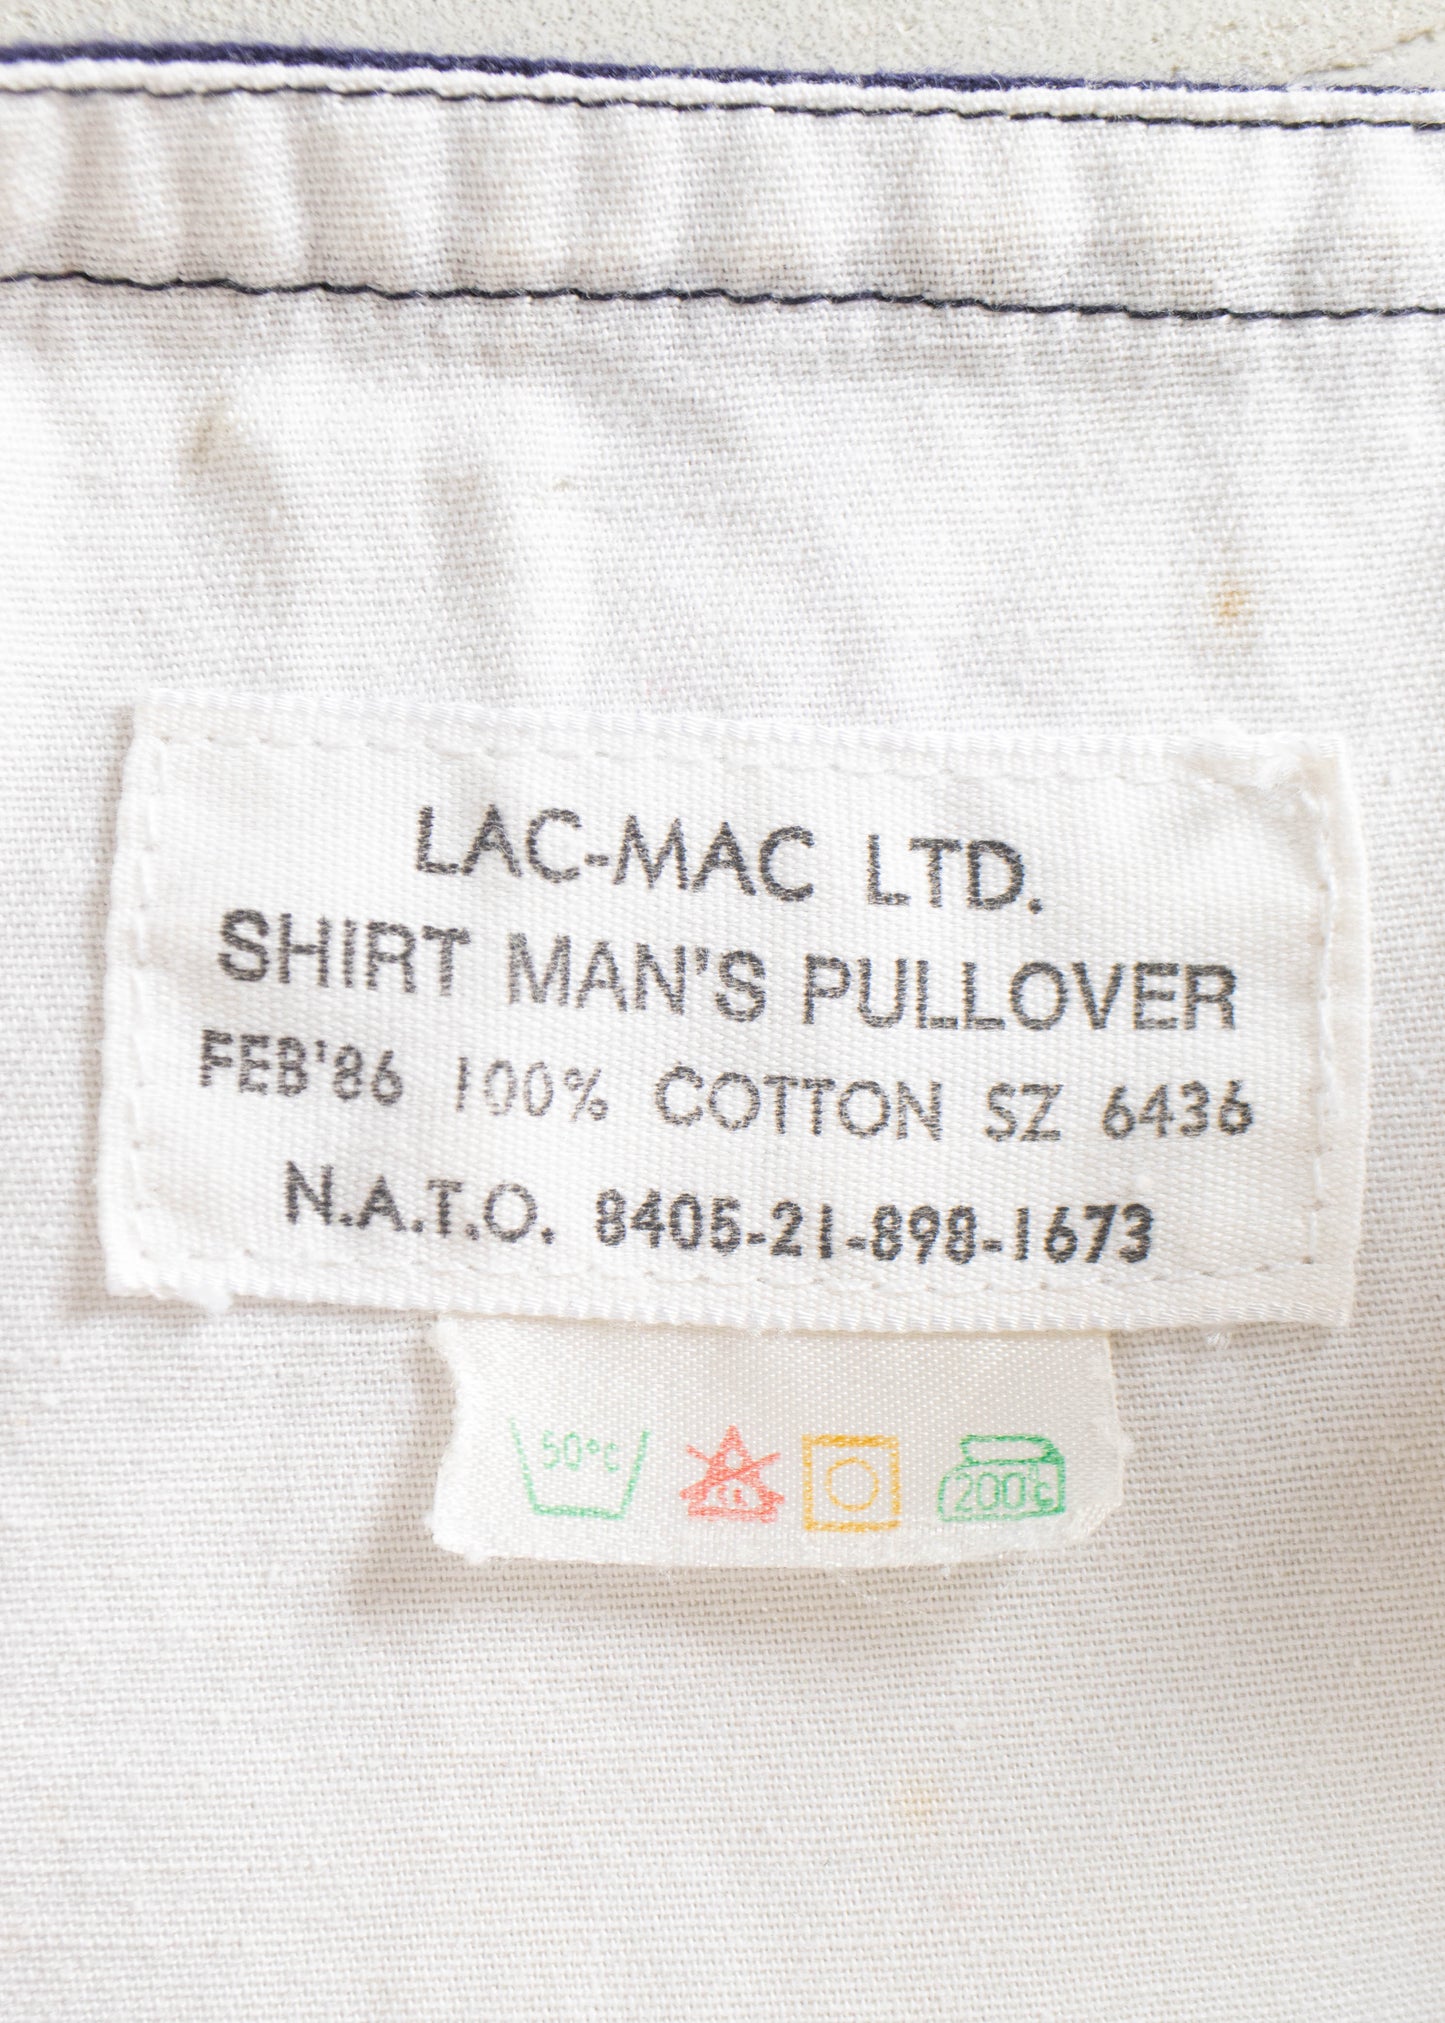 LAC-MAC LTD.
SHIRT MAN'S PULLOVER
FEB'86 100% COTTON SZ 6436
N.A.T.O. 8405-21-898-1673
50°C
200°C